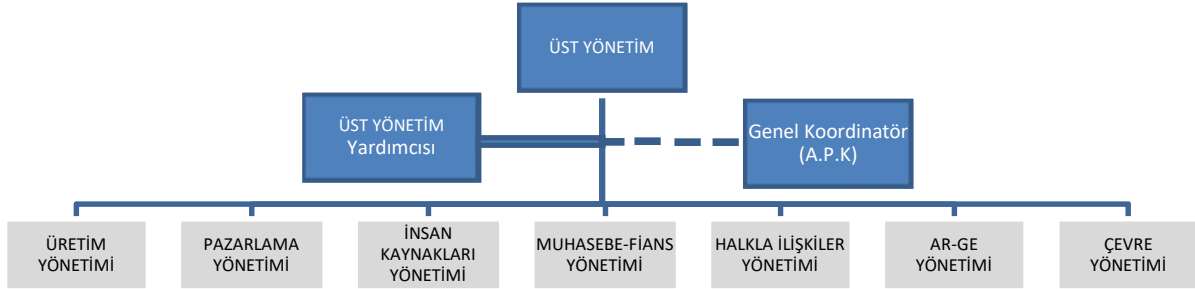 ÜST YÖNETİM
ÜST YÖNETİM
Yardımcısı
Genel Koordinatör
(A.P.K)
ÜRETİM
YÖNETİMİ
PAZARLAMA
YÖNETİMİ
İNSAN
KAYNAKLARI
YÖNETİMİ
MUHASEBE-FİANS
YÖNETİMİ
HALKLA İLİŞKİLER
YÖNETİMİ
AR-GE
YÖNETİMİ
ÇEVRE
YÖNETİMİ